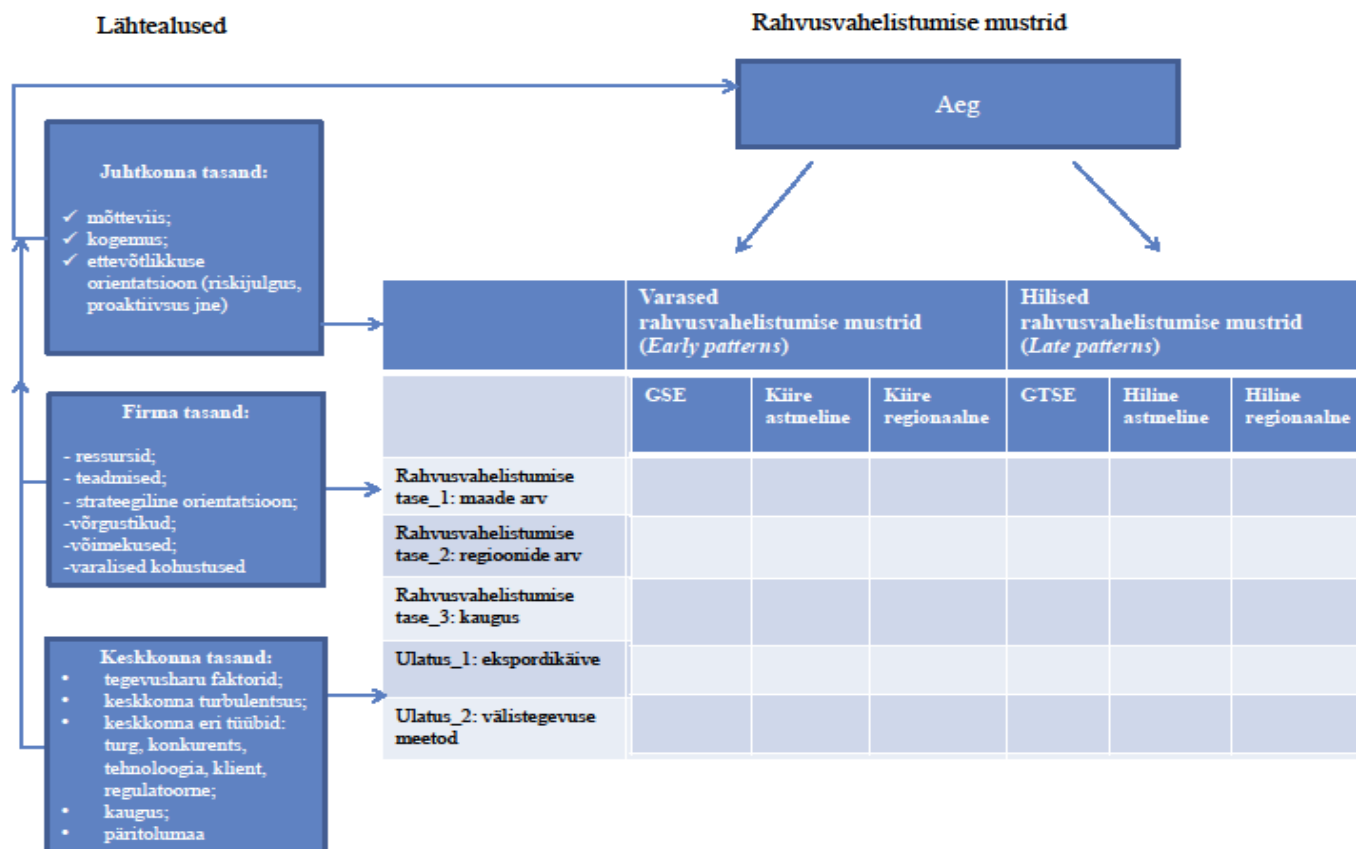 Lähtealused
Rahvusvahelistumise mustrid
Aeg
Juhtkonna tasand:
✓ mõtteviis;
✓ kogemus;
✓ ettevõtlikkuse
orientatsioon (riskijulgus,
proaktiivsus jne)
Firma tasand:
- ressursid;
- teadmised;
- strateegiline orientatsioon;
-võrgustikud;
-võimekused;
-varalised kohustused
Keskkonna tasand:
• tegevusharu faktorid;
• keskkonna turbulentsus;
• keskkonna eri tüübid:
turg, konkurents,
tehnoloogia, klient,
regulatoorne;
• kaugus;
• päritolumaa
Varased
rahvusvahelistumise mustrid
(Early patterns)
Hilised
rahvusvahelistumise mustrid
(Late patterns)
GSE
Kiire
astmeline
Kiire
regionaalne
GTSE
Hiline
astmeline
Hiline
regionaalne
Rahvusvahelistumise
tase_1: maade arv
Rahvusvahelistumise
tase_2: regioonide arv
Rahvusvahelistumise
tase_3: kaugus
Ulatus_1: ekspordikäive
Ulatus_2: välistegevuse
meetod